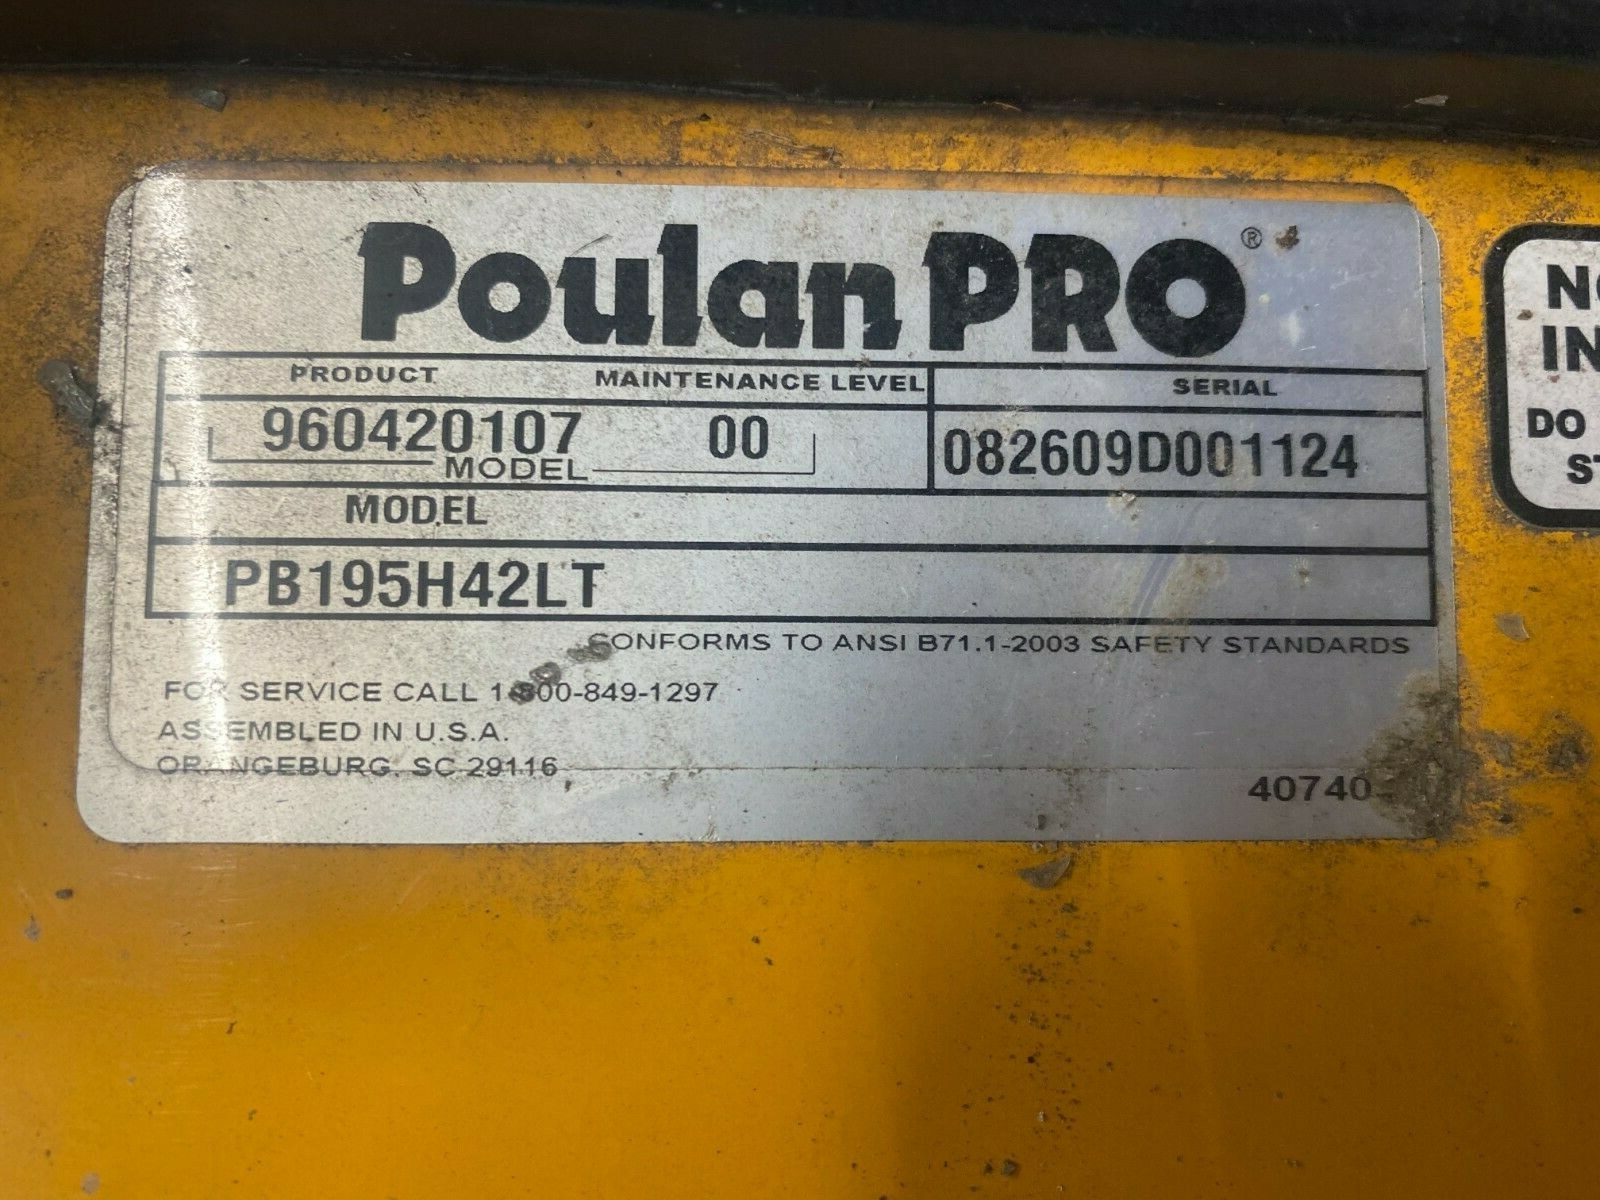 Poulan PRO®
PRODUCT MAINTENANCE LEVEL SERIAL
960420107 00 082609D001124
MODEL
MODEL
PB195H42LT
CONFORMS TO ANSI B71.1-2003 SAFETY STANDARDS
FOR SERVICE CALL 1-800-849-1297
ASSEMBLED IN U.S.A.
ORANGEBURG, SC 29116
DO